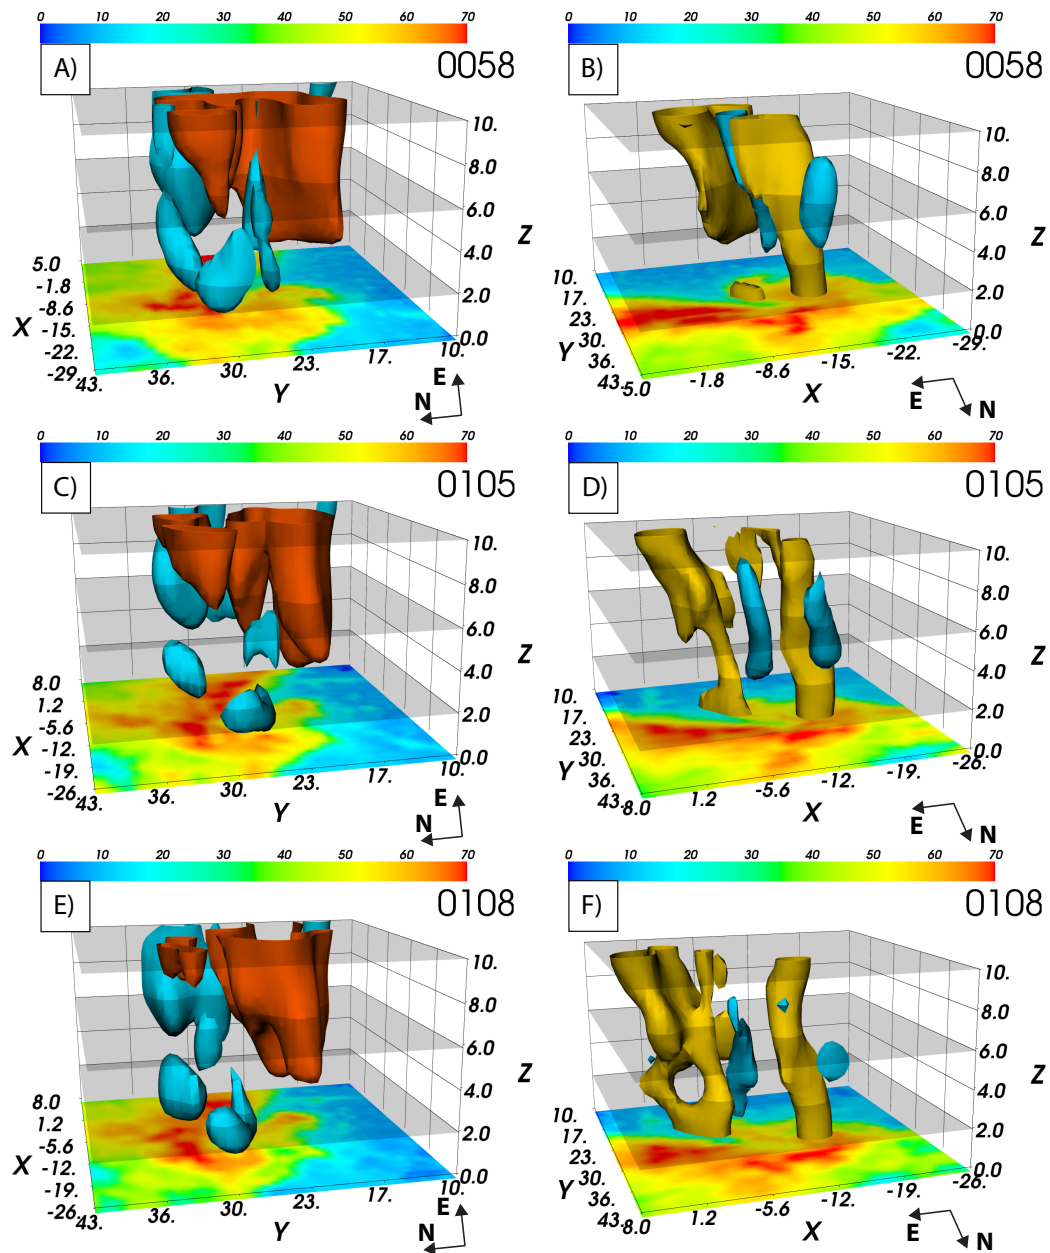 0 10 20 30 40 50 60 70
A) 0058
10.
8.0
6.0
Z
4.0
2.0
0.0
5.0
-1.8
-8.6
X -15.
-22.
-29.
43. 36. 30. 23. 17. 10.
Y
E
N
0 10 20 30 40 50 60 70
B) 0058
10.
8.0
6.0
Z
4.0
2.0
0.0
10.
17.
23.
Y 30.
36.
43.
-5.0 -1.8 -8.6 -15. -22. -29.
X
E
N
0 10 20 30 40 50 60 70
C) 0105
10.
8.0
6.0
Z
4.0
2.0
0.0
8.0
1.2
-5.6
X -12.
-19.
-26.
43. 36. 30. 23. 17. 10.
Y
E
N
0 10 20 30 40 50 60 70
D) 0105
10.
8.0
6.0
Z
4.0
2.0
0.0
10.
17.
23.
Y 30.
36.
43.
8.0 1.2 -5.6 -12. -19. -26.
X
E
N
0 10 20 30 40 50 60 70
E) 0108
10.
8.0
6.0
Z
4.0
2.0
0.0
8.0
1.2
-5.6
X -12.
-19.
-26.
43. 36. 30. 23. 17. 10.
Y
E
N
0 10 20 30 40 50 60 70
F) 0108
10.
8.0
6.0
Z
4.0
2.0
0.0
10.
17.
23.
Y 30.
36.
43.
8.0 1.2 -5.6 -12. -19. -26.
X
E
N